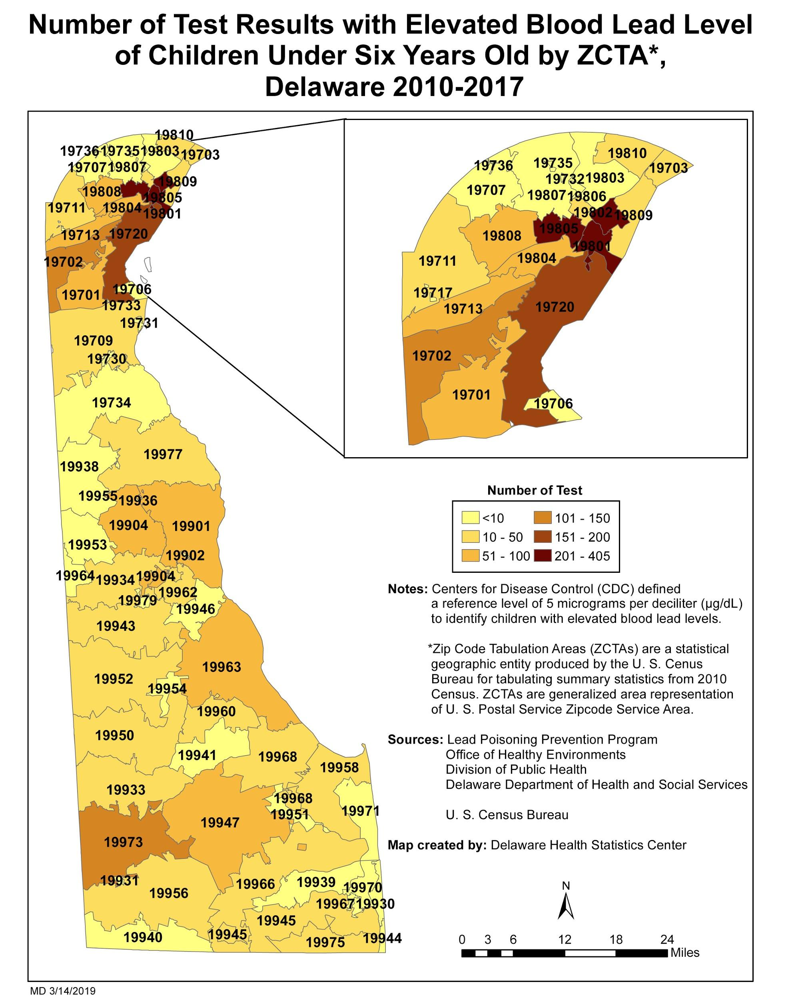 Number of Test Results with Elevated Blood Lead Level
of Children Under Six Years Old by ZCTA*,
Delaware 2010-2017
19810
19736 19735 19803 19703
19707 19807
19809
19808
19805
19711 19804
19801
19713 19720
19702
19706
19701
19733
19731
19709
19730
19734
19977
19938
19955
19936
19904 19901
19953
19902
19964 19934 19904
19962
19979
19946
19943
19963
19952
19954
19960
19950
19941 19968
19958
19933
19968
19971
19951
19947
19973
19931
19939
19966 19970
19956
19967 19930
19945
19940 19945 19944
19975
19810
19736 19735 19703
19732 19803
19707
19807 19806
19802 19809
19805
19808
19801
19711 19804
19717
19713 19720
19702
19701
19706
Number of Test
<10 101 - 150
10 - 50 151 - 200
51 - 100 201 - 405
Notes: Centers for Disease Control (CDC) defined
a reference level of 5 micrograms per deciliter (µg/dL)
to identify children with elevated blood lead levels.
*Zip Code Tabulation Areas (ZCTAs) are a statistical
geographic entity produced by the U. S. Cenus
Bureau for tabulating summary statistics from 2010
Census. ZCTAs are generalized area representation
of U. S. Postal Service Zipcode Service Area.
Sources: Lead Poisoning Prevention Program
Office of Healthy Environments
Division of Public Health
Delaware Department of Health and Social Services
U. S. Census Bureau
Map created by: Delaware Health Statistics Center
N
0 3 6 12 18 24
Miles
MD 3/14/2019